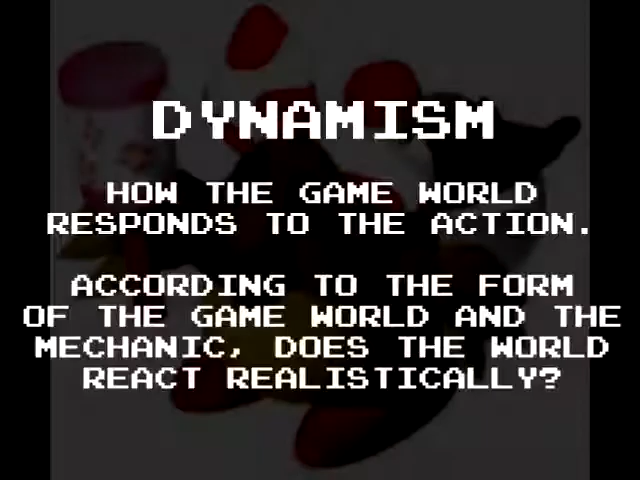 DYNAMISM
HOW THE GAME WORLD
RESPONDS TO THE ACTION.
ACCORDING TO THE FORM
OF THE GAME WORLD AND THE
MECHANIC, DOES THE WORLD
REACT REALISTICALLY?